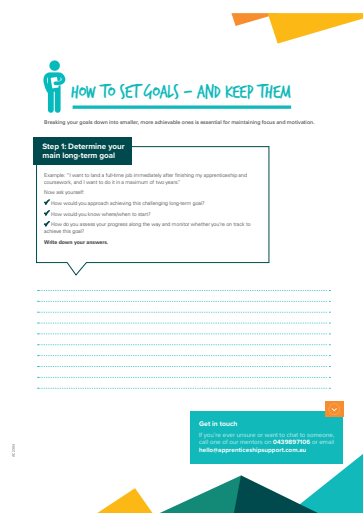 HOW TO SET GOALS – AND KEEP THEM
Breaking your goals down into smaller, more achievable ones is essential for maintaining focus and motivation.
Step 1: Determine your
main long-term goal
Example: "I want to land a full-time job immediately after finishing my apprenticeship and
coursework, and I want to do it in a maximum of two years."
Now ask yourself:
How would you approach achieving this challenging long-term goal?
How would you know where/when to start?
How do you assess your progress along the way and monitor whether you're on track to
achieve this goal?
Write down your answers.
Get in touch
If you're ever unsure or want to chat to someone,
call one of our mentors on 0439897106 or email
hello@apprenticeshipsupport.com.au